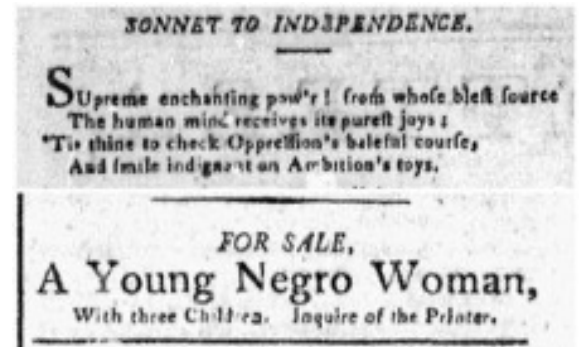 SONNET TO INDEPENDENCE.
SUpreme enchanting pow'r! from whoſe bleſt ſource
The human mind receives its pureſt joys;
'Tis thine to check Oppreſſion's baleful courſe,
And ſmile indignant on Ambition's toys.
FOR SALE,
A Young Negro Woman,
With three Children. Inquire of the Printer.